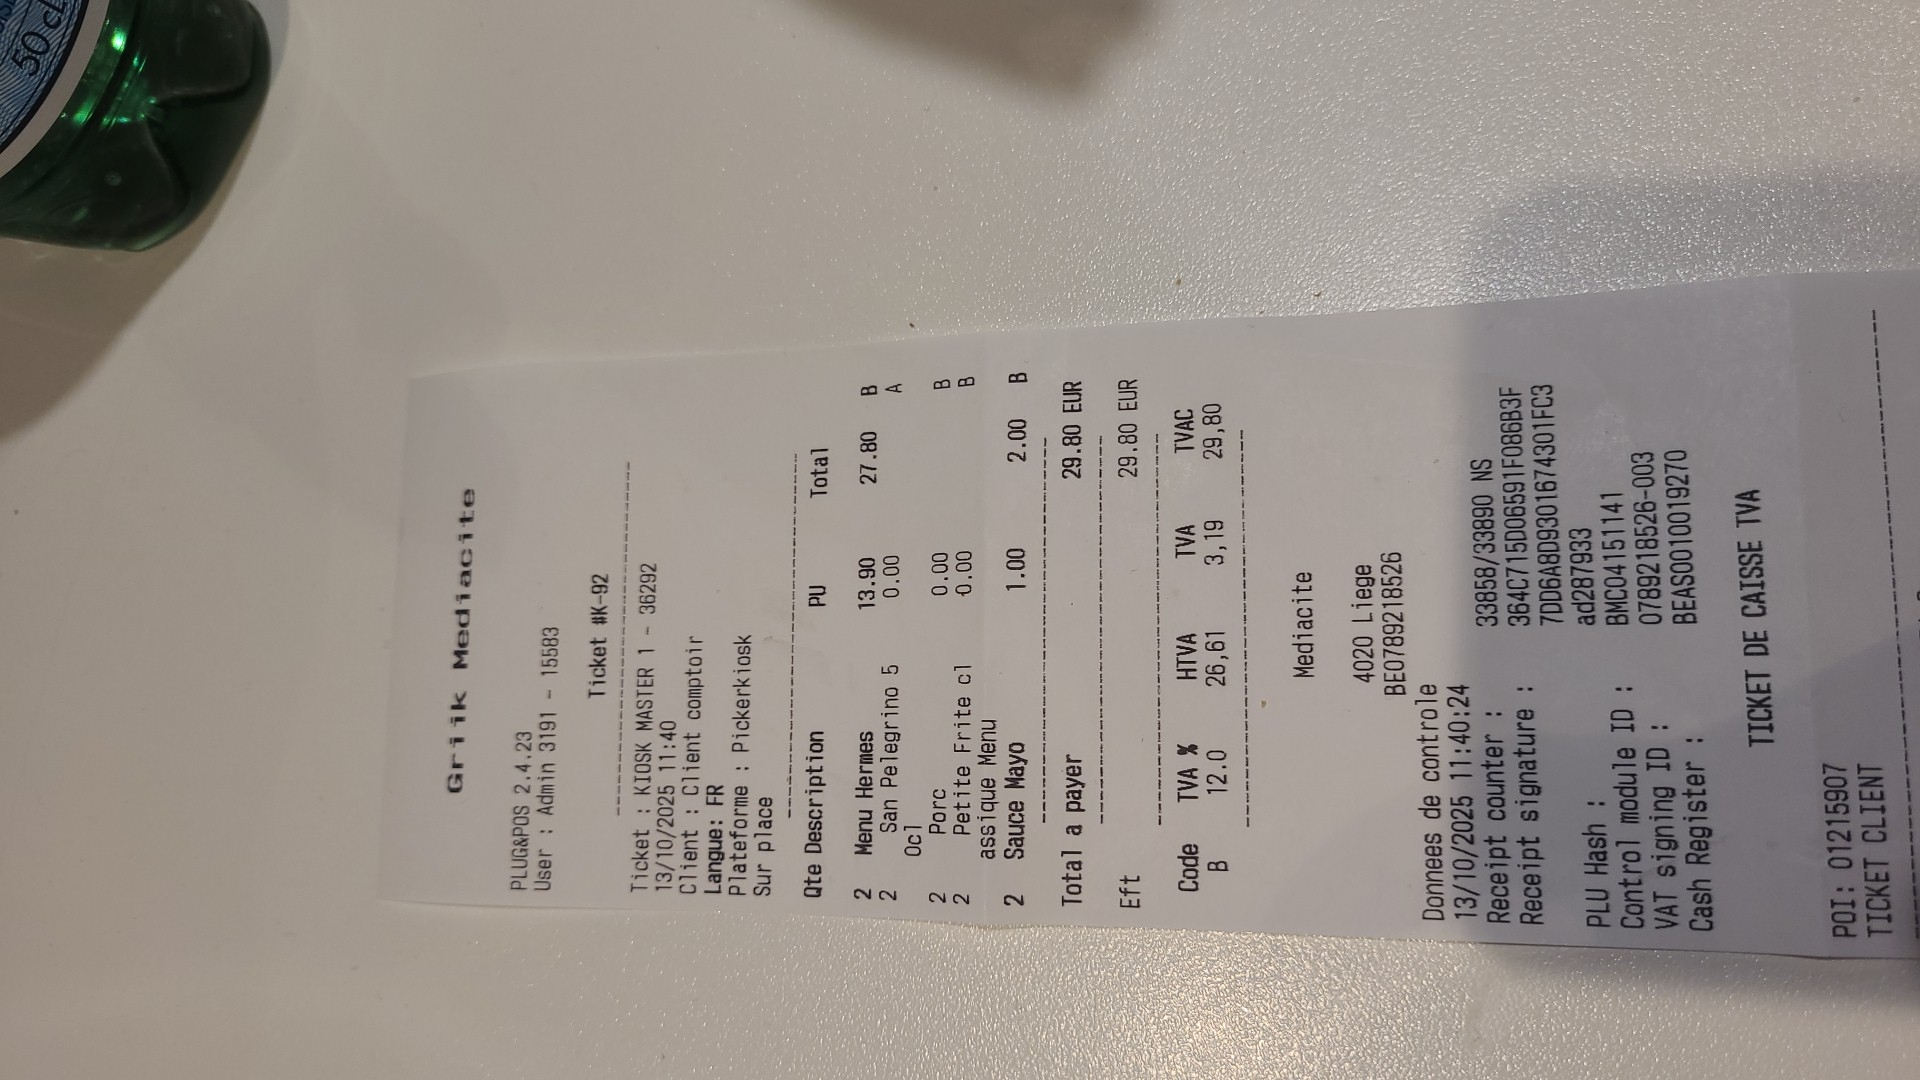 50 cl
Griik Mediacite
PLUG&POS 2.4.23
User : Admin 3191 - 15583
Ticket #K-92
Ticket : KIOSK MASTER 1 - 36292
13/10/2025 11:40
Client : Client comptoir
Langue: FR
Plateforme : Pickerkiosk
Sur place
Qte Description PU Total
2 Menu Hermes 13.90 27.80 B
2 San Pelegrino 5 0.00 A
0cl
2 Porc 0.00 B
2 Petite Frite cl 0.00 B
assique Menu
2 Sauce Mayo 1.00 2.00 B
Total a payer 29.80 EUR
Eft 29.80 EUR
Code TVA % HTVA TVA TVAC
B 12.0 26,61 3,19 29,80
Mediacite
4020 Liege
BE0789218526
Donnees de controle
13/10/2025 11:40:24
Receipt counter : 33858/33890 NS
Receipt signature : 364C715D06591F086B3F
7DD6A8D9301674301FC3
PLU Hash : ad287933
Control module ID : BMC04151141
VAT signing ID : 0789218526-003
Cash Register : BEAS0010019270
TICKET DE CAISSE TVA
POI: 01215907
TICKET CLIENT